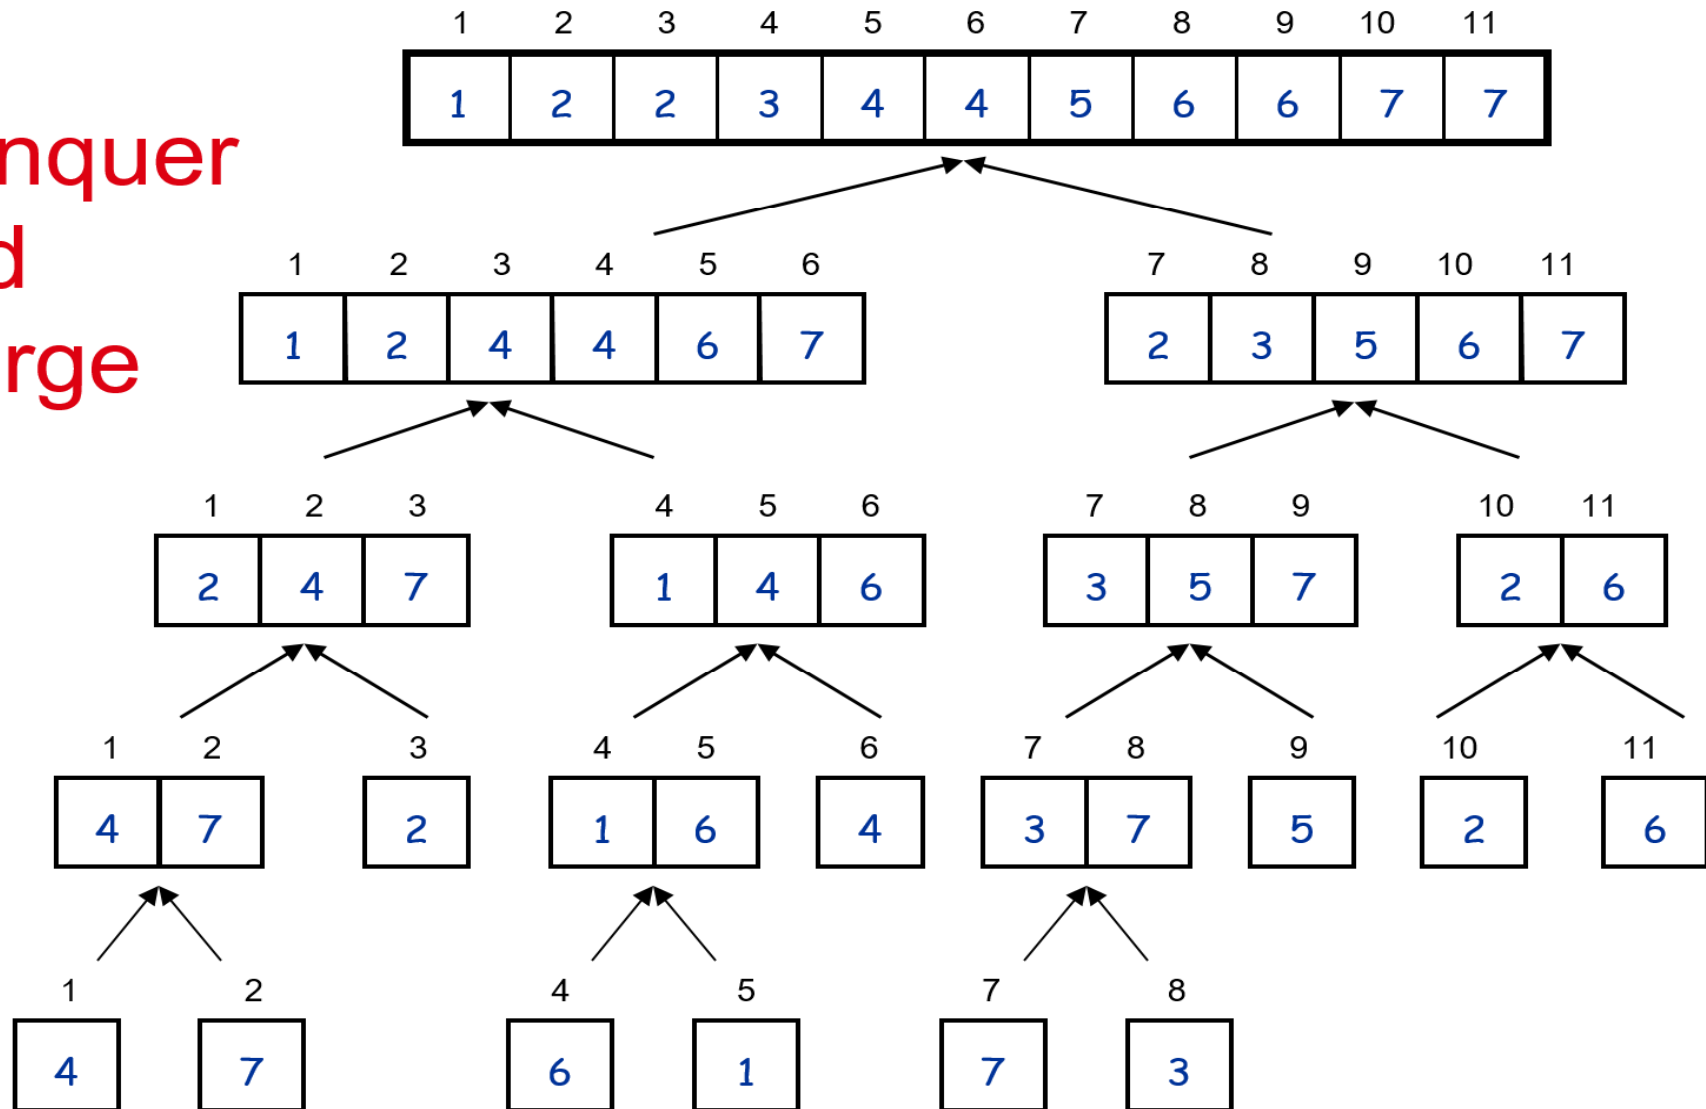 1 2 3 4 5 6 7 8 9 10 11
1 2 2 3 4 4 5 6 6 7 7
nquer
d
rge
1 2 3 4 5 6 7 8 9 10 11
1 2 4 4 6 7 2 3 5 6 7
1 2 3 4 5 6 7 8 9 10 11
2 4 7 1 4 6 3 5 7 2 6
1 2 3 4 5 6 7 8 9 10 11
4 7 2 1 6 4 3 7 5 2 6
1 2 4 5 7 8
4 7 6 1 7 3